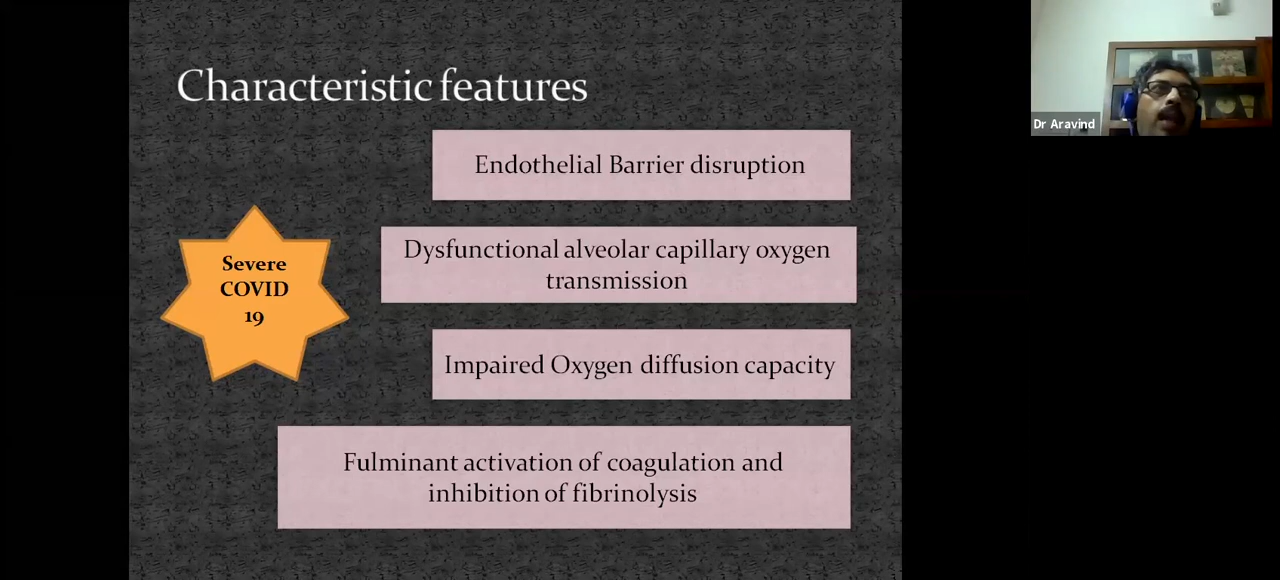 Characteristic features
Endothelial Barrier disruption
Dysfunctional alveolar capillary oxygen
transmission
Severe
COVID
19
Impaired Oxygen diffusion capacity
Fulminant activation of coagulation and
inhibition of fibrinolysis
Dr Aravind